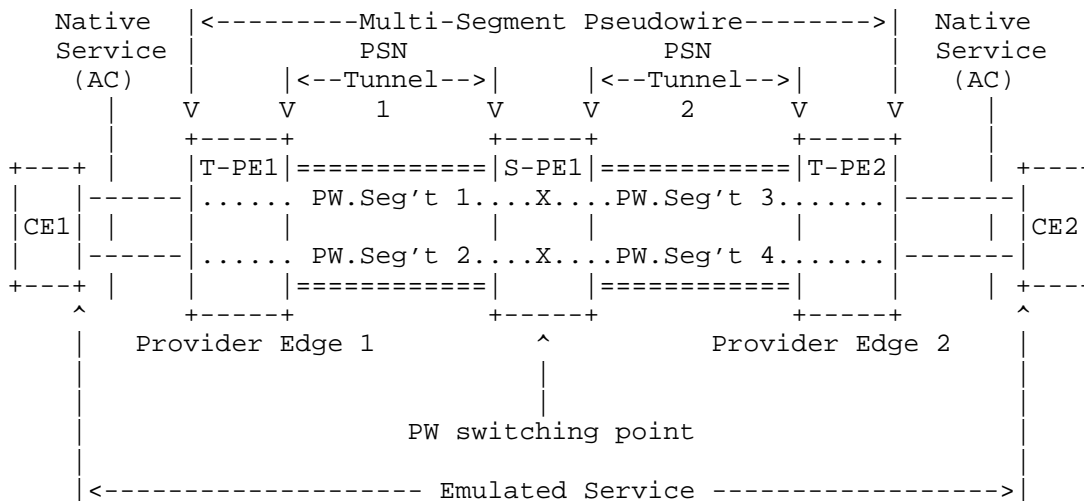 Native |<---------Multi-Segment Pseudowire-------->| Native
Service | PSN PSN | Service
(AC) | |<--Tunnel-->| |<--Tunnel-->| | (AC)
| V V 1 V V 2 V V |
| +-----+ +-----+ +-----+ |
+---+ | |T-PE1|============|S-PE1|============|T-PE2| | +----
| |------|...... PW.Seg't 1....X....PW.Seg't 3.......|-------|
|CE1| | | | | | | | | |CE2
| |------|...... PW.Seg't 2....X....PW.Seg't 4.......|-------|
+---+ | | |============| |============| | | +----
^ +-----+ +-----+ +-----+ ^
| Provider Edge 1 ^ Provider Edge 2 |
| | |
| | |
| PW switching point |
| |
|<-------------------- Emulated Service ------------------>|